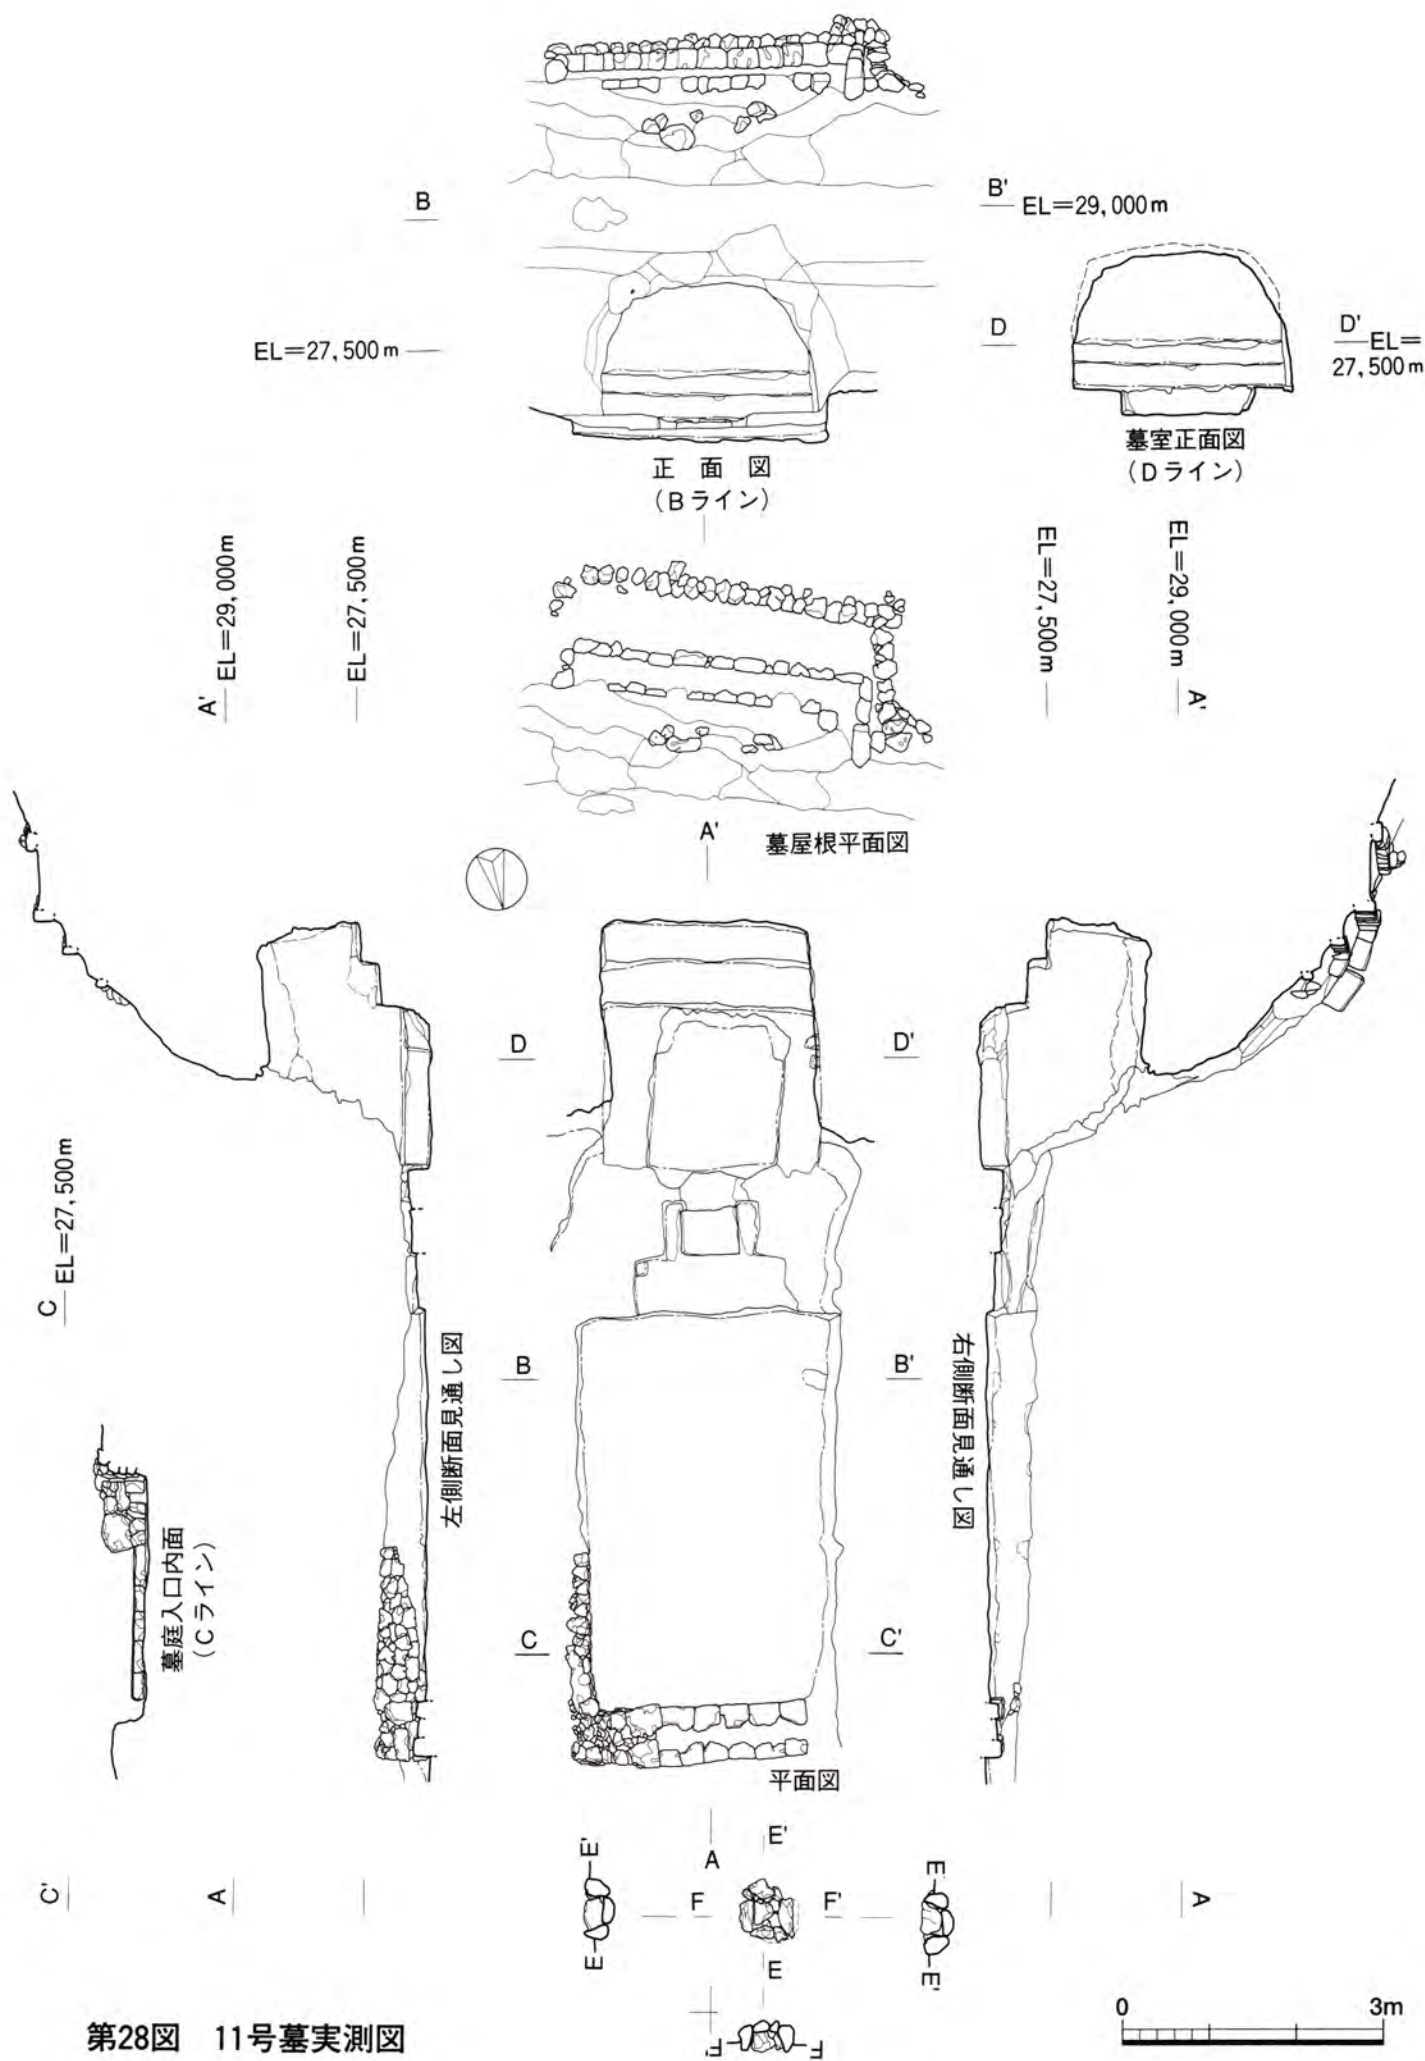 B
B'
EL=29,000m
D
D'
EL=
27,500m
EL=27,500m
墓室正面図
(Dライン)
正 面 図
(Bライン)
A'
EL=29,000m
EL=27,500m
EL=27,500m
EL=29,000m
A'
A'
墓屋根平面図
D
D'
C
EL=27,500m
B
B'
左側断面見通し図
右側断面見通し図
墓庭入口内面
(Cライン)
C
C'
平面図
C'
A
E'
E
A
E'
F
F'
E
E'
E'
A
F'
F
0
3m
第28図 11号墓実測図